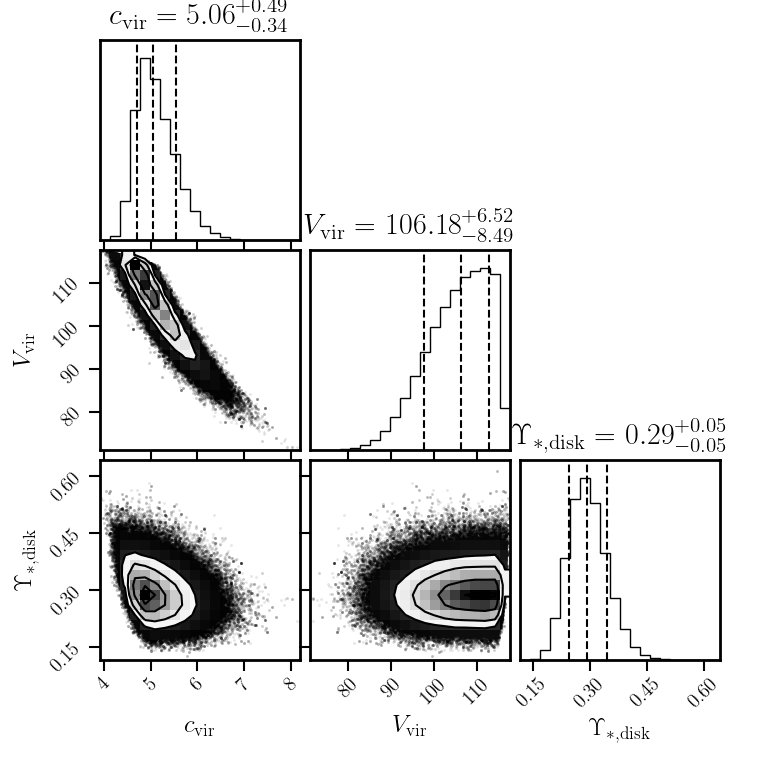 c_vir = 5.06^{+0.49}_{-0.34}
V_vir = 106.18^{+6.52}_{-8.49}
V_vir
110
100
90
80
Υ_{*,disk} = 0.29^{+0.05}_{-0.05}
Υ_{*,disk}
0.60
0.45
0.30
0.15
4 5 6 7 8
80 90 100 110
0.15 0.30 0.45 0.60
c_vir
V_vir
Υ_{*,disk}